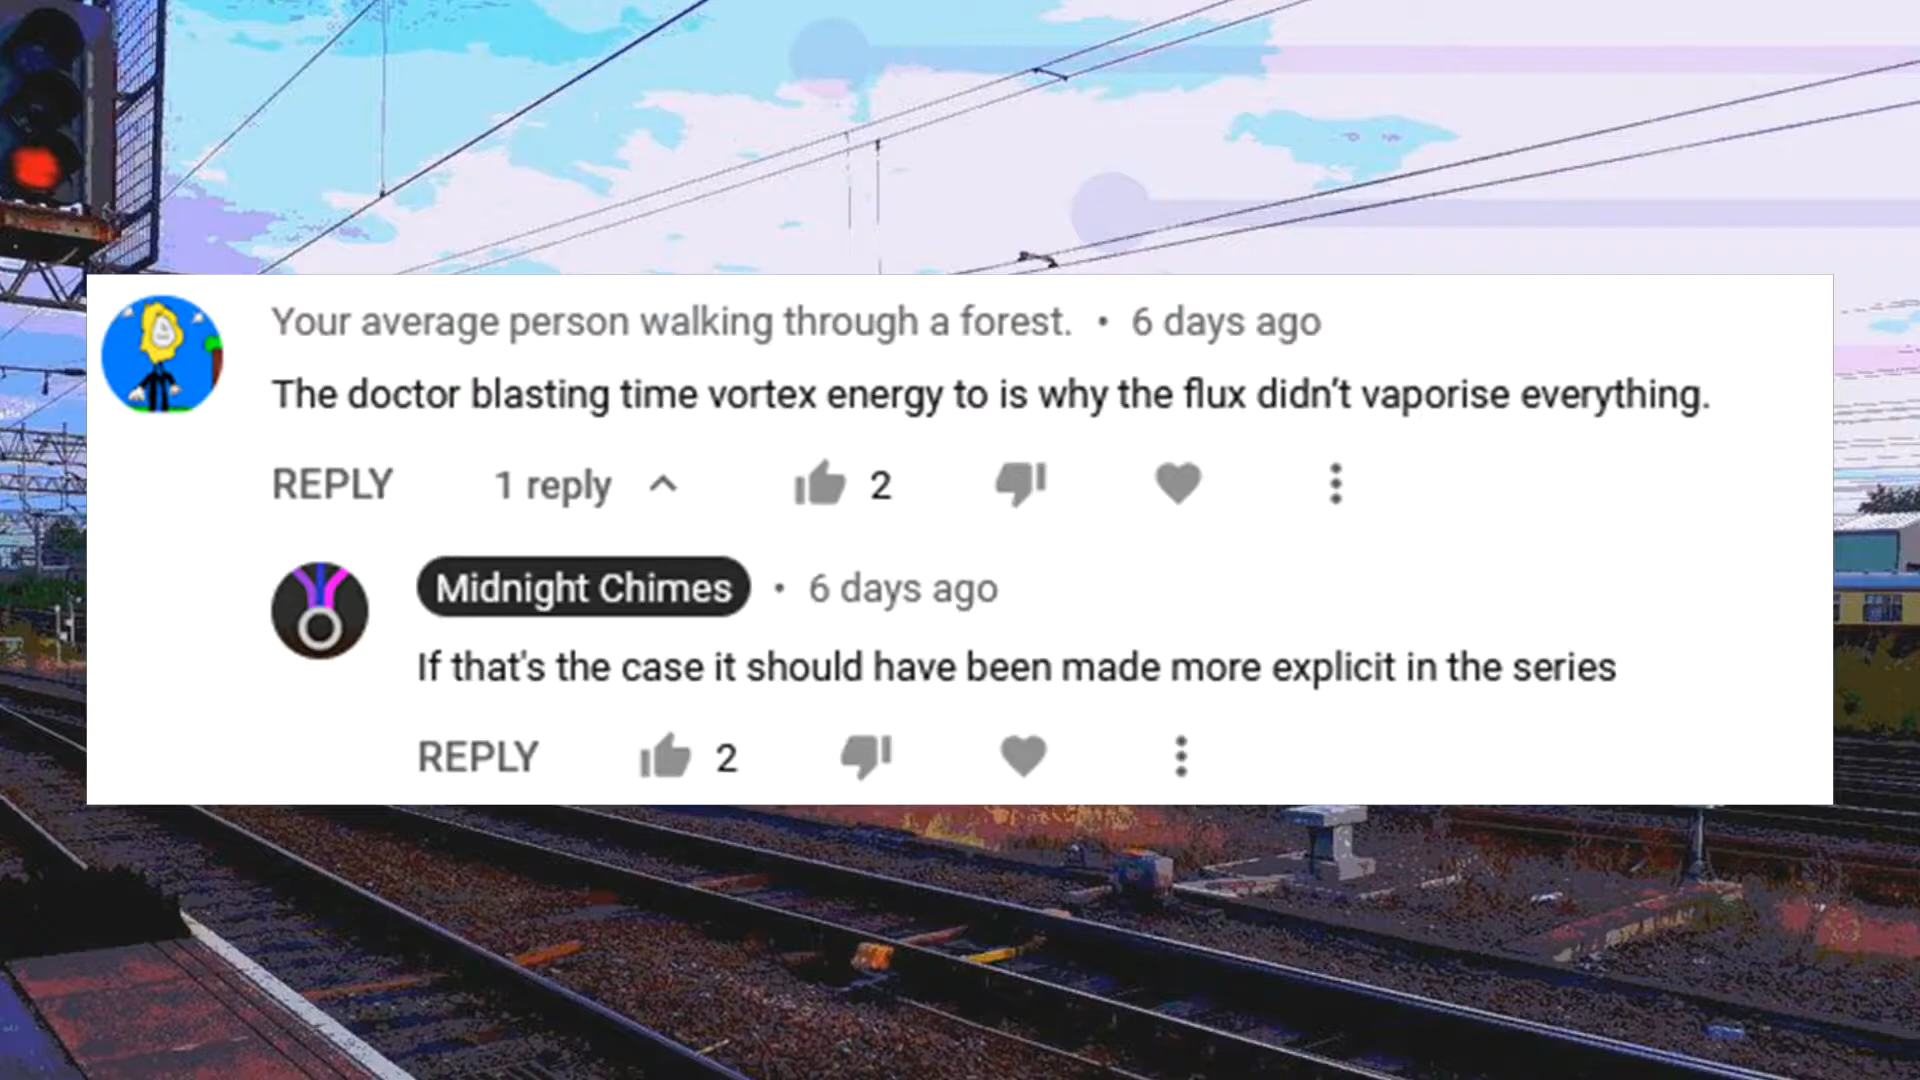 Your average person walking through a forest. • 6 days ago
The doctor blasting time vortex energy to is why the flux didn't vaporise everything.
REPLY 1 reply 2
Midnight Chimes • 6 days ago
If that's the case it should have been made more explicit in the series
REPLY 2